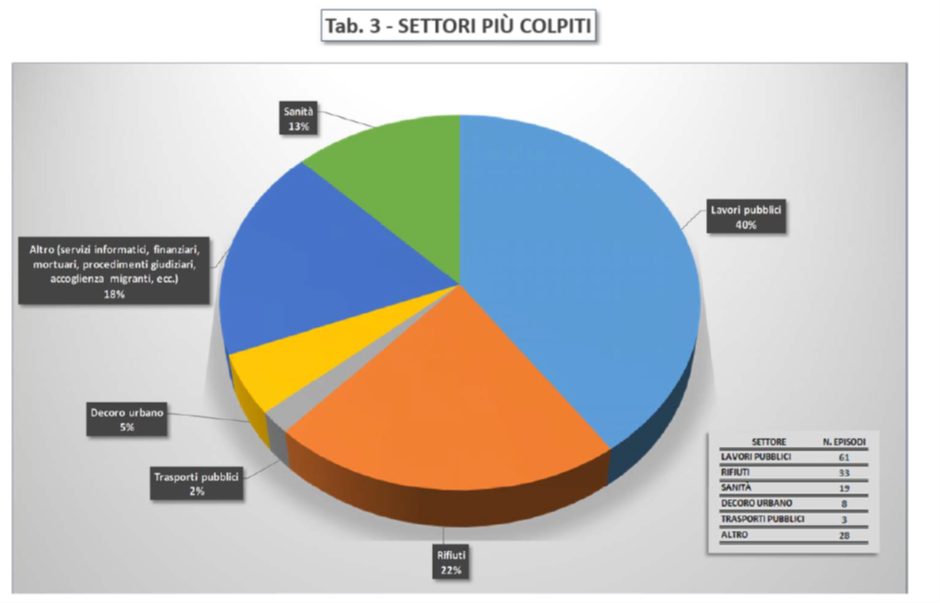 Tab. 3 - SETTORI PIÙ COLPITI
Sanità
13%
Lavori pubblici
40%
Altro (servizi informatici, finanziari,
mortuari, procedimenti giudiziari,
accoglienza migranti, ecc.)
18%
Decoro urbano
5%
Trasporti pubblici
2%
Rifiuti
22%
SETTORE N. EPISODI
LAVORI PUBBLICI 61
RIFIUTI 33
SANITÀ 19
DECORO URBANO 8
TRASPORTI PUBBLICI 3
ALTRO 28